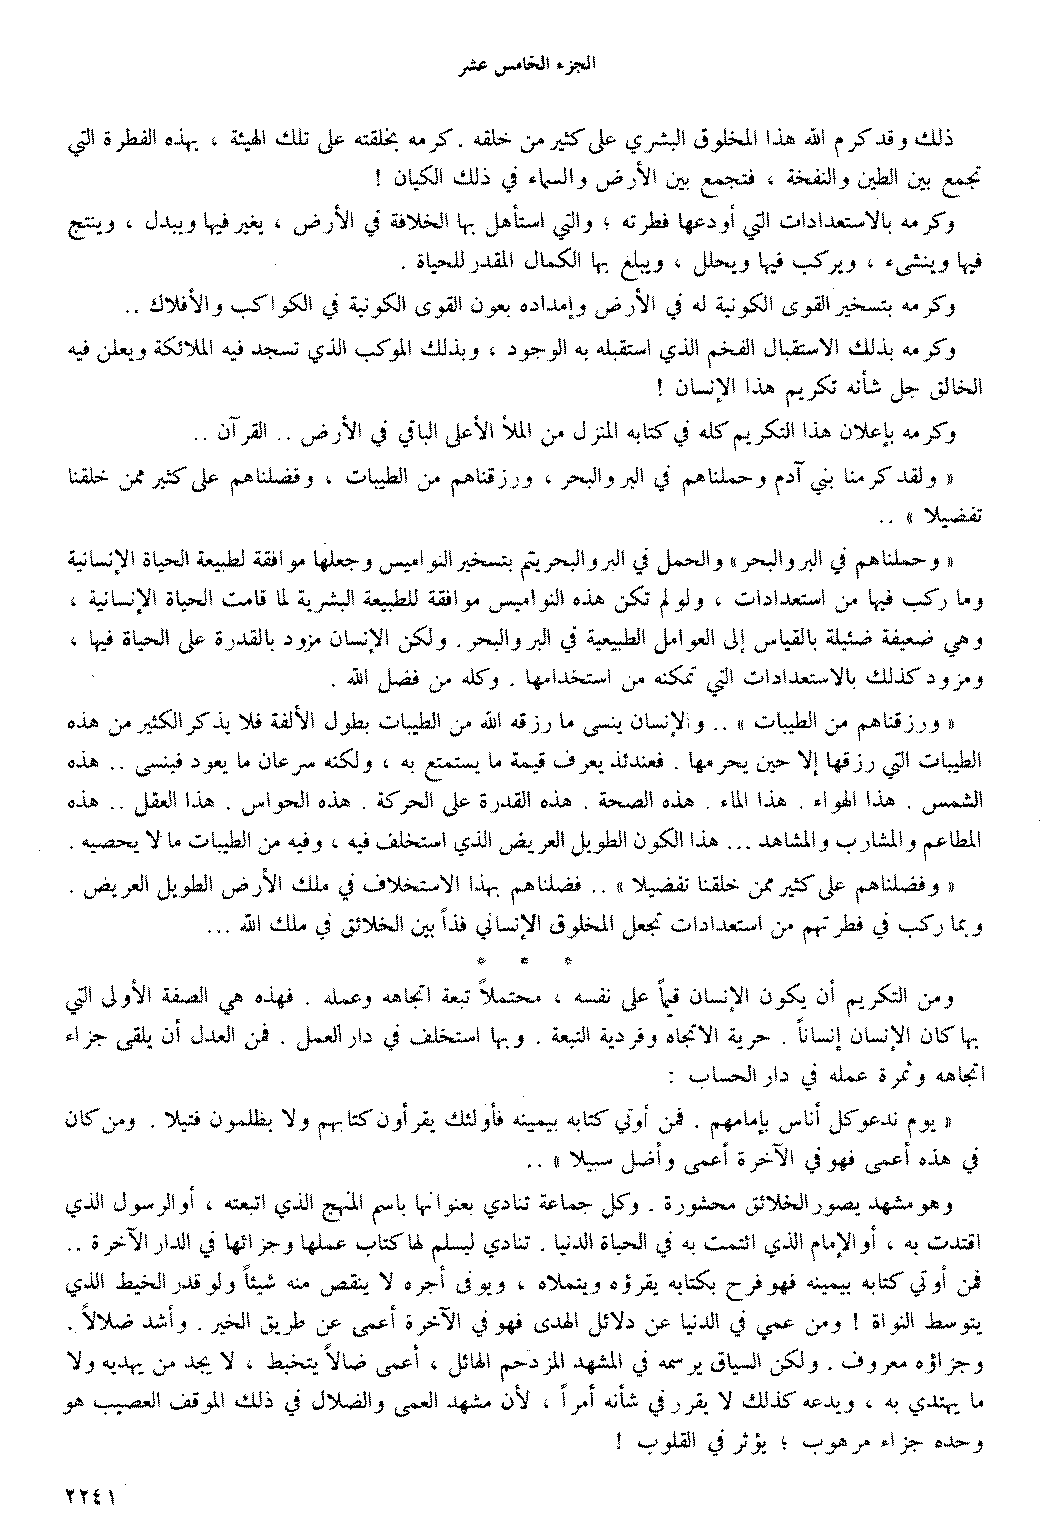 الجزء الخامس عشر
ذلك وقد كرم الله هذا المخلوق البشري على كثير من خلقه . كرمه بخلقته على تلك الهيئة ، بهذه الفطرة التي
تجمع بين الطين والنفخة ، فتجمع بين الأرض والسماء في ذلك الكيان !
وكرمه بالاستعدادات التي أودعها فطرته ؛ والتي استأهل بها الخلافة في الأرض ، يغير فيها ويبدل ، وينتج
فيها وينشىء ، ويركب فيها ويحلل ، ويبلغ بها الكمال المقدر للحياة .
وكرمه بتسخير القوى الكونية له في الأرض وإمداده بعون القوى الكونية في الكواكب والأفلاك ..
وكرمه بذلك الاستقبال الفخم الذي استقبله به الوجود ، وبذلك الموكب الذي تسجد فيه الملائكة ويعلن فيه
الخالق جل شأنه تكريم هذا الإنسان !
وكرمه بإعلان هذا التكريم كله في كتابه المنزل من الملأ الأعلى الباقي في الأرض .. القرآن ..
« ولقد كرمنا بني آدم وحملناهم في البر والبحر ، ورزقناهم من الطيبات ، وفضلناهم على كثير ممن خلقنا
تفضيلا » ..
« وحملناهم في البر والبحر » والحمل في البر والبحر يتم بتسخير النواميس وجعلها موافقة لطبيعة الحياة الإنسانية
وما ركب فيها من استعدادات ، ولو لم تكن هذه النواميس موافقة للطبيعة البشرية لما قامت الحياة الإنسانية ،
وهي ضعيفة ضئيلة بالقياس إلى العوامل الطبيعية في البر والبحر . ولكن الإنسان مزود بالقدرة على الحياة فيها ،
ومزود كذلك بالاستعدادات التي تمكنه من استخدامها . وكله من فضل الله .
« ورزقناهم من الطيبات » .. والإنسان ينسى ما رزقه الله من الطيبات بطول الألفة فلا يذكر الكثير من هذه
الطيبات التي رزقها إلا حين يحرمها . فعندئذ يعرف قيمة ما يستمتع به ، ولكنه سرعان ما يعود فينسى .. هذه
الشمس . هذا الهواء . هذا الماء . هذه الصحة . هذه القدرة على الحركة . هذه الحواس . هذا العقل .. هذه
المطاعم والمشارب والمشاهد ... هذا الكون الطويل العريض الذي استخلف فيه ، وفيه من الطيبات ما لا يحصيه .
« وفضلناهم على كثير ممن خلقنا تفضيلا » .. فضلناهم بهذا الاستخلاف في ملك الأرض الطويل العريض .
وبما ركب في فطرتهم من استعدادات تجعل المخلوق الإنساني فذاً بين الخلائق في ملك الله ...
* * *
ومن التكريم أن يكون الإنسان قيماً على نفسه ، محتملاً تبعة اتجاهه وعمله . فهذه هي الصفة الأولى التي
بها كان الإنسان إنساناً . حرية الاتجاه وفردية التبعة . وبها استخلف في دار العمل . فمن العدل أن يلقى جزاء
اتجاهه وثمرة عمله في دار الحساب :
« يوم ندعو كل أناس بإمامهم . فمن أوتي كتابه بيمينه فأولئك يقرأون كتابهم ولا يظلمون فتيلا . ومن كان
في هذه أعمى فهو في الآخرة أعمى وأضل سبيلا » ..
وهو مشهد يصور الخلائق محشورة . وكل جماعة تنادي بعنوانها باسم المنهج الذي اتبعته ، أو الرسول الذي
اقتدت به ، أو الإمام الذي ائتمت به في الحياة الدنيا . تنادي ليسلم لها كتاب عملها وجزائها في الدار الآخرة ..
فمن أوتي كتابه بيمينه فهو فرح بكتابه يقرؤه ويتملاه ، ويوفى أجره لا ينقص منه شيئاً ولو قدر الخيط الذي
يتوسط النواة ! ومن عمي في الدنيا عن دلائل الهدى فهو في الآخرة أعمى عن طريق الخير . وأشد ضلالاً .
وجزاؤه معروف . ولكن السياق يرسمه في المشهد المزدحم الهائل ، أعمى ضالاً يتخبط ، لا يجد من يهديه ولا
ما يهتدي به ، ويدعه كذلك لا يقرر في شأنه أمراً ، لأن مشهد العمى والضلال في ذلك الموقف العصيب هو
وحده جزاء مرهوب ؛ يؤثر في القلوب !
٢٢٤١